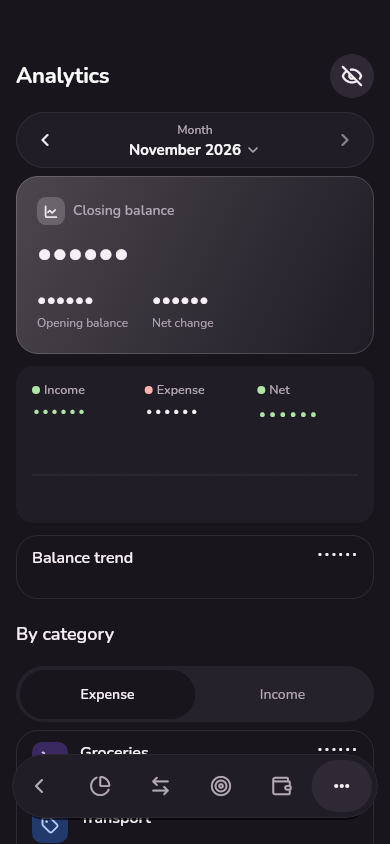 Analytics
Month
November 2026
Closing balance
••••••
••••••
••••••
Opening balance
Net change
Income
Expense
Net
••••••
••••••
••••••
Balance trend
••••••
By category
Expense
Income
Groceries
••••••
Transport